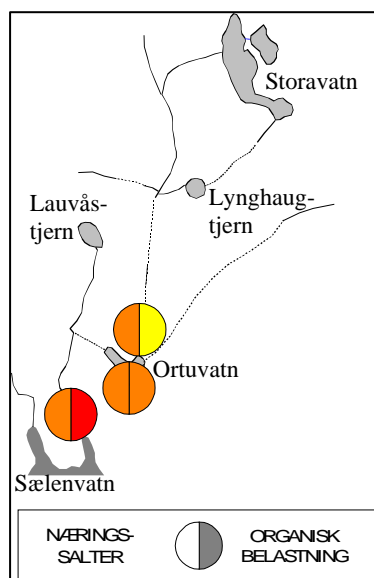 Storavatn
Lynghaug-
tjern
Lauvås-
tjern
Ortuvatn
Sælenvatn
NÆRINGS-
SALTER
ORGANISK
BELASTNING